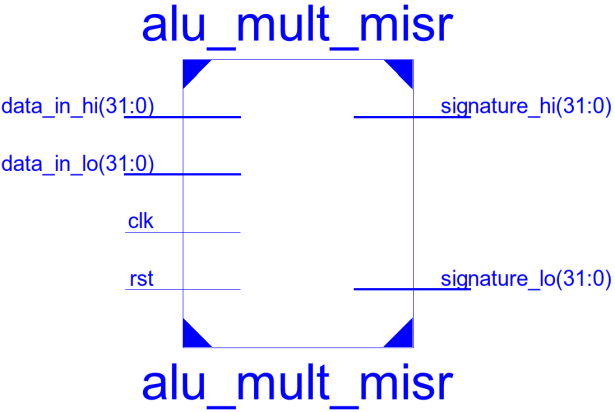 alu_mult_misr
data_in_hi(31:0)
signature_hi(31:0)
data_in_lo(31:0)
clk
rst
signature_lo(31:0)
alu_mult_misr